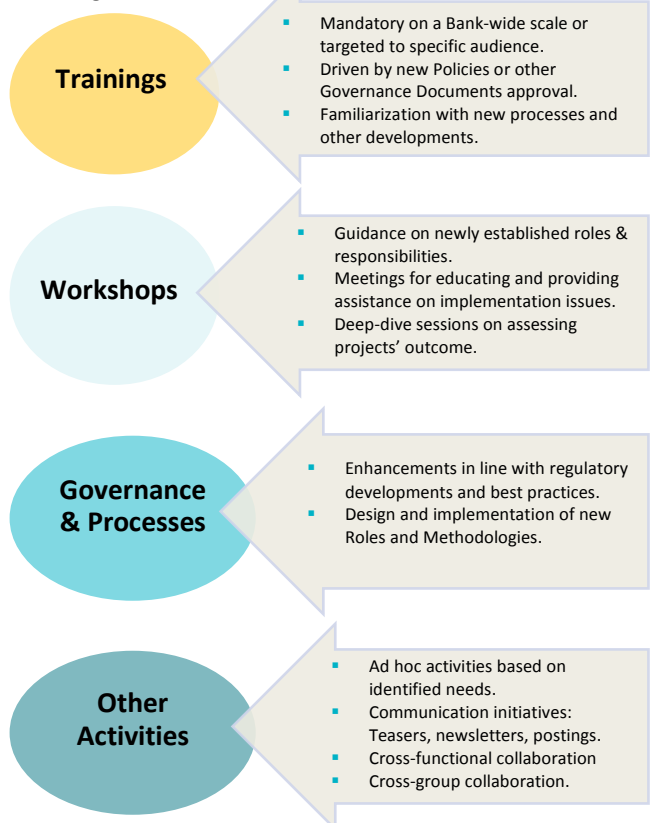 Trainings
▪ Mandatory on a Bank-wide scale or
targeted to specific audience.
▪ Driven by new Policies or other
Governance Documents approval.
▪ Familiarization with new processes and
other developments.
Workshops
▪ Guidance on newly established roles &
responsibilities.
▪ Meetings for educating and providing
assistance on implementation issues.
▪ Deep-dive sessions on assessing
projects’ outcome.
Governance
& Processes
▪ Enhancements in line with regulatory
developments and best practices.
▪ Design and implementation of new
Roles and Methodologies.
Other
Activities
▪ Ad hoc activities based on
identified needs.
▪ Communication initiatives:
Teasers, newsletters, postings.
▪ Cross-functional collaboration
▪ Cross-group collaboration.